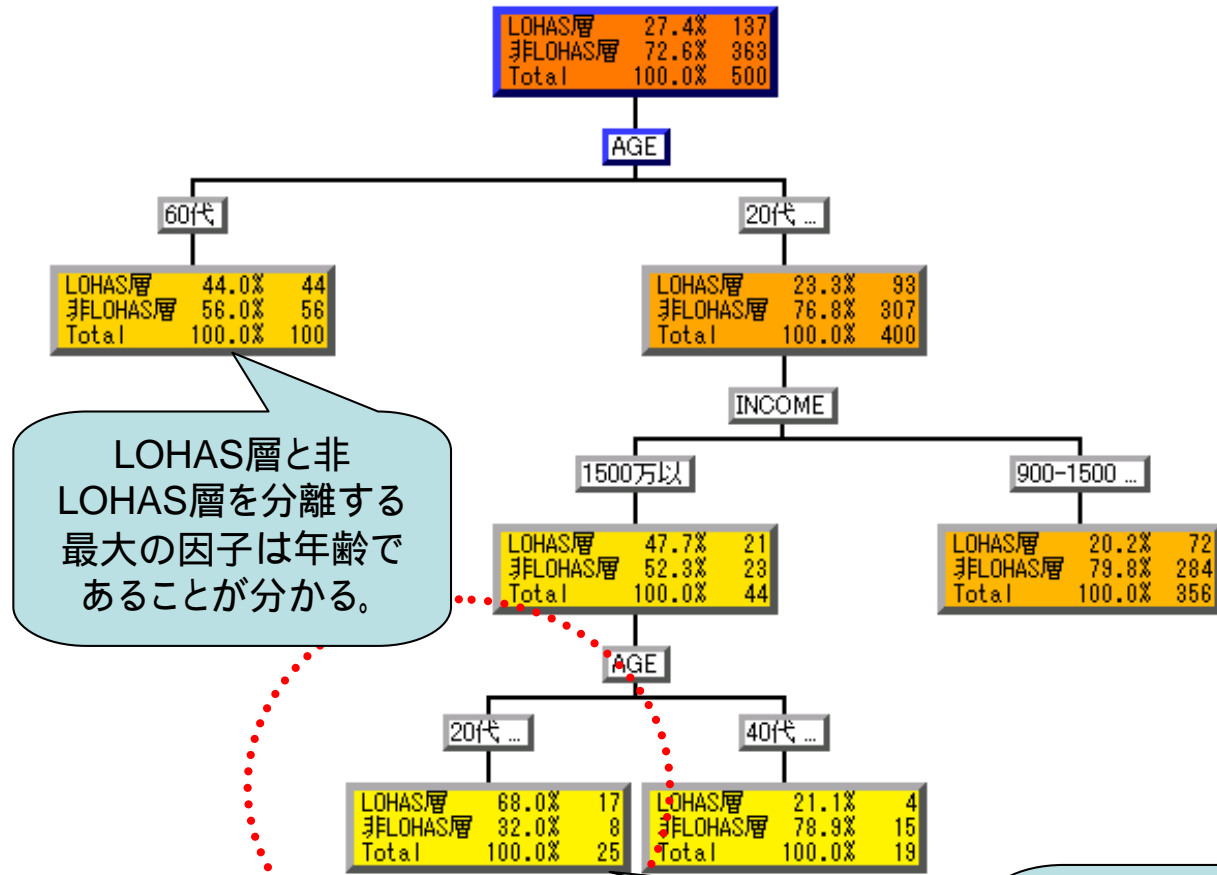 LOHAS層 27.4% 137
非LOHAS層 72.6% 363
Total 100.0% 500
AGE
60代
20代 ...
LOHAS層 44.0% 44
非LOHAS層 56.0% 56
Total 100.0% 100
LOHAS層 23.3% 93
非LOHAS層 76.8% 307
Total 100.0% 400
INCOME
LOHAS層と非
LOHAS層を分離する
最大の因子は年齢で
あることが分かる。
1500万以
900-1500 ...
LOHAS層 47.7% 21
非LOHAS層 52.3% 23
Total 100.0% 44
LOHAS層 20.2% 72
非LOHAS層 79.8% 284
Total 100.0% 356
AGE
20代 ...
40代 ...
LOHAS層 68.0% 17
非LOHAS層 32.0% 8
Total 100.0% 25
LOHAS層 21.1% 4
非LOHAS層 78.9% 15
Total 100.0% 19